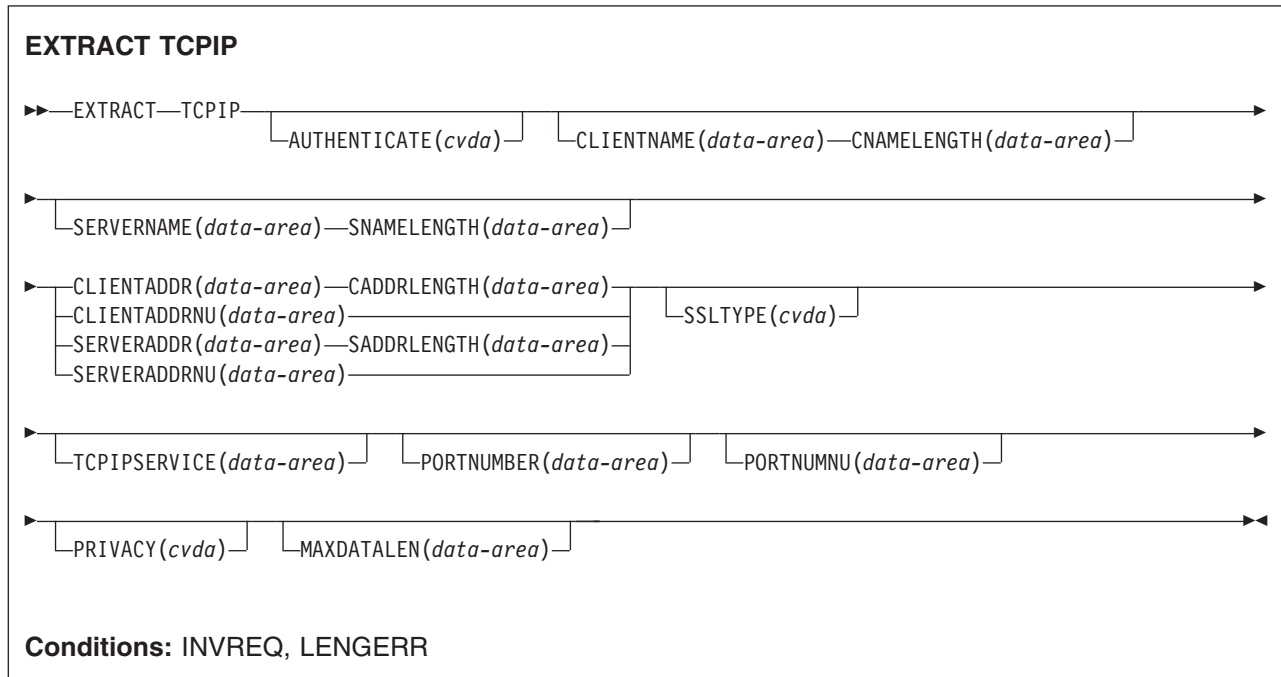 EXTRACT TCPIP
EXTRACT TCPIP
AUTHENTICATE(cvda) CLIENTNAME(data-area) CNAMELENGTH(data-area)
SERVERNAME(data-area) SNAMELENGTH(data-area)
CLIENTADDR(data-area) CADDRLENGTH(data-area)
CLIENTADDRNU(data-area) SSLTYPE(cvda)
SERVERADDR(data-area) SADDRLENGTH(data-area)
SERVERADDRNU(data-area)
TCPIPSERVICE(data-area) PORTNUMBER(data-area) PORTNUMNU(data-area)
PRIVACY(cvda) MAXDATALEN(data-area)
Conditions: INVREQ, LENGERR